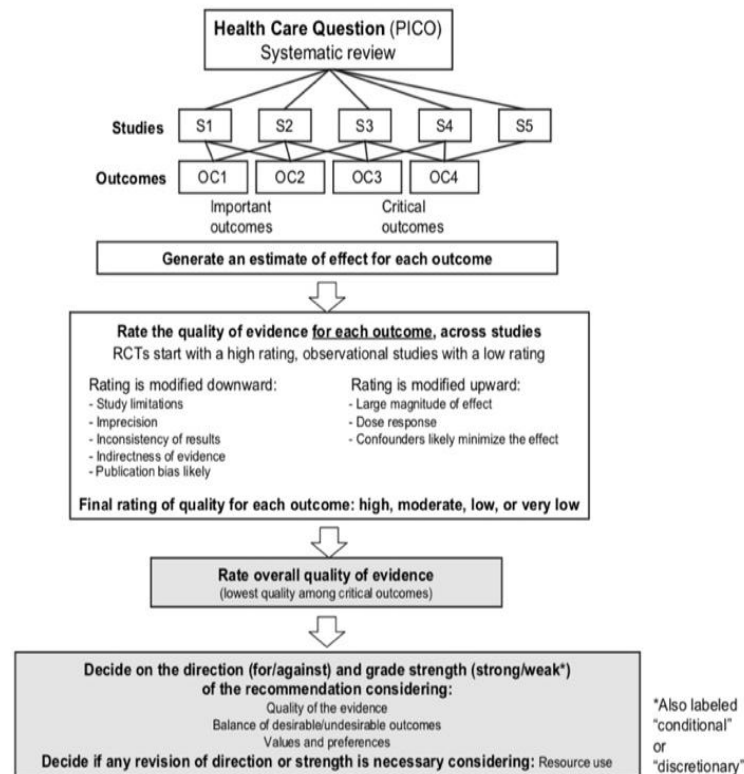 Health Care Question (PICO)
Systematic review
Studies
S1
S2
S3
S4
S5
Outcomes
OC1
OC2
OC3
OC4
Important
outcomes
Critical
outcomes
Generate an estimate of effect for each outcome
Rate the quality of evidence for each outcome, across studies
RCTs start with a high rating, observational studies with a low rating
Rating is modified downward:
- Study limitations
- Imprecision
- Inconsistency of results
- Indirectness of evidence
- Publication bias likely
Rating is modified upward:
- Large magnitude of effect
- Dose response
- Confounders likely minimize the effect
Final rating of quality for each outcome: high, moderate, low, or very low
Rate overall quality of evidence
(lowest quality among critical outcomes)
Decide on the direction (for/against) and grade strength (strong/weak*)
of the recommendation considering:
Quality of the evidence
Balance of desirable/undesirable outcomes
Values and preferences
Decide if any revision of direction or strength is necessary considering: Resource use
*Also labeled
"conditional"
or
"discretionary"